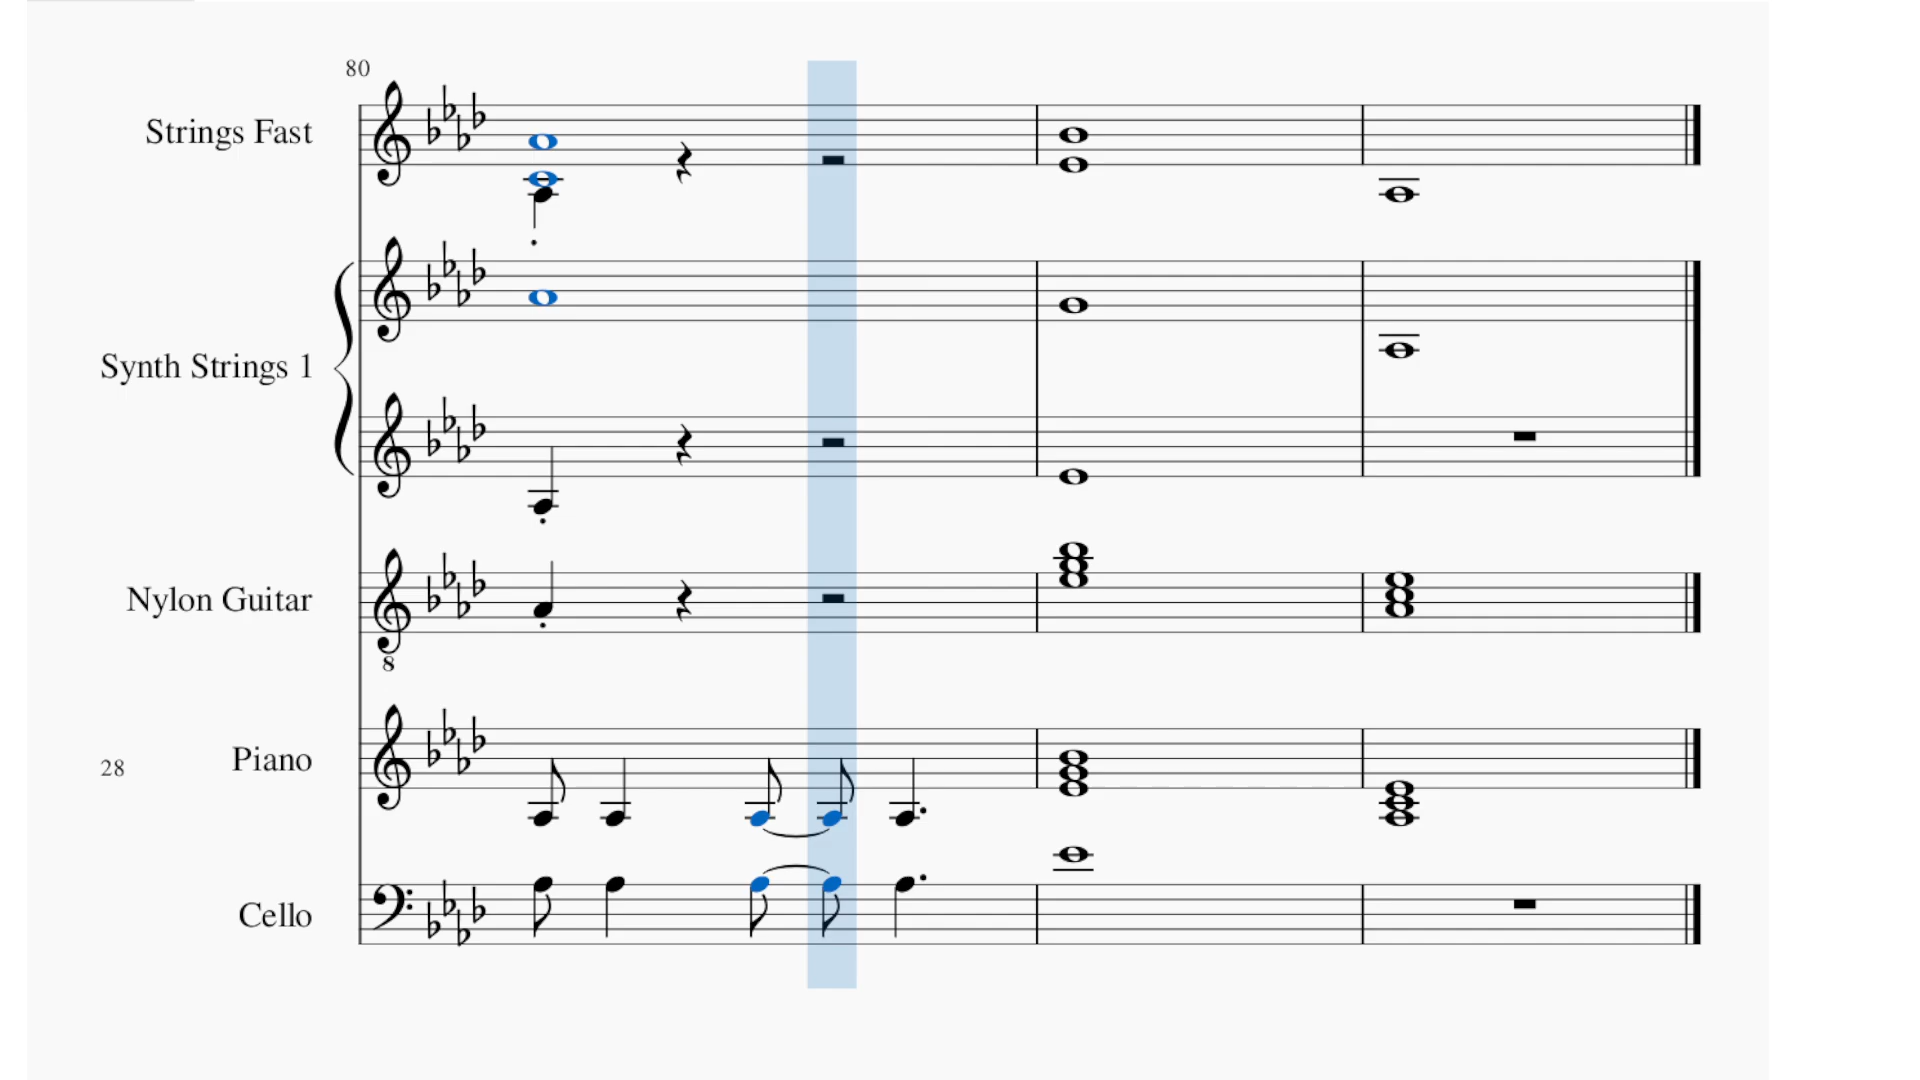 80
Strings Fast
Synth Strings 1
Nylon Guitar
8
28
Piano
Cello